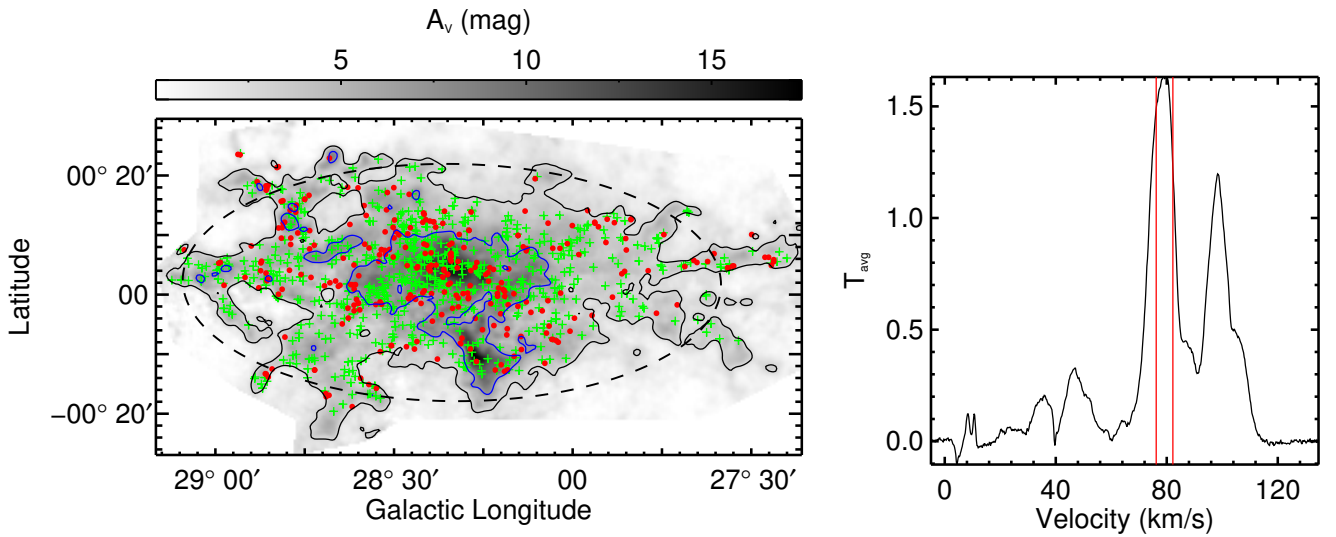 A_v (mag)
5 10 15
Latitude
00° 20′
00
−00° 20′
29° 00′ 28° 30′ 00 27° 30′
Galactic Longitude
T_avg
1.5
1.0
0.5
0.0
0 40 80 120
Velocity (km/s)